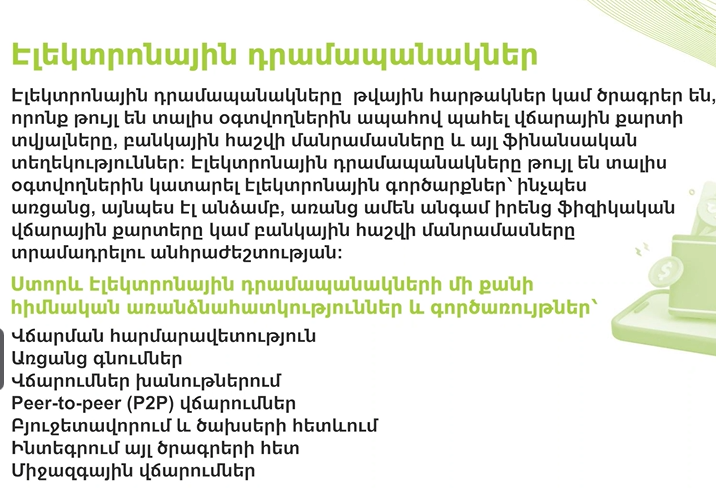 Էլեկտրոնային դրամապանակներ
Էլեկտրոնային դրամապանակները թվային հարթակներ կամ ծրագրեր են,
որոնք թույլ են տալիս օգտվողներին ապահով պահել վճարային քարտի
տվյալները, բանկային հաշվի մանրամասները և այլ ֆինանսական
տեղեկություններ: Էլեկտրոնային դրամապանակները թույլ են տալիս
օգտվողներին կատարել էլեկտրոնային գործարքներ՝ ինչպես
առցանց, այնպես էլ անձամբ, առանց ամեն անգամ իրենց ֆիզիկական
վճարային քարտերը կամ բանկային հաշվի մանրամասները
տրամադրելու անհրաժեշտության:
Ստորև էլեկտրոնային դրամապանակների մի քանի
հիմնական առանձնահատկություններ և գործառույթներ՝
Վճարման հարմարավետություն
Առցանց գնումներ
Վճարումներ խանութներում
Peer-to-peer (P2P) վճարումներ
Բյուջետավորում և ծախսերի հետևում
Ինտեգրում այլ ծրագրերի հետ
Միջազգային վճարումներ